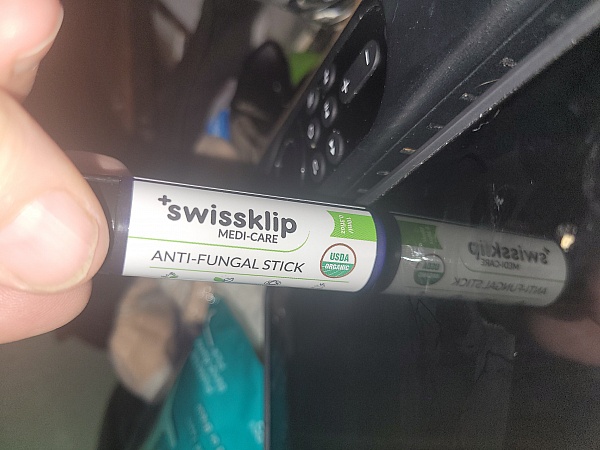 +swissklip
MEDI-CARE
ANTI-FUNGAL STICK
USDA
ORGANIC